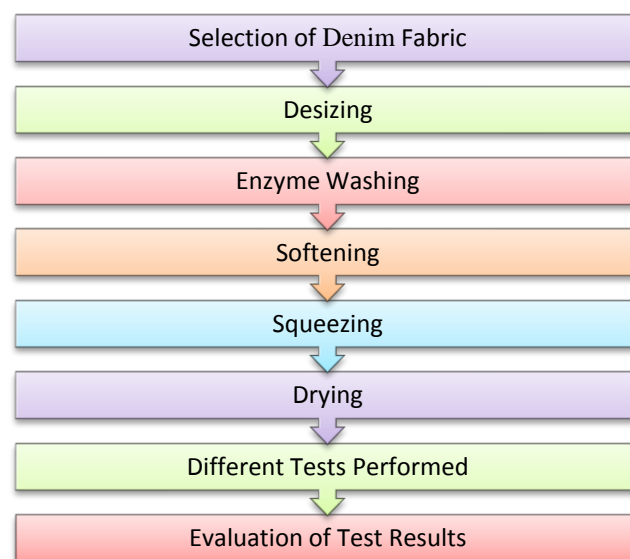 Selection of Denim Fabric
Desizing
Enzyme Washing
Softening
Squeezing
Drying
Different Tests Performed
Evaluation of Test Results